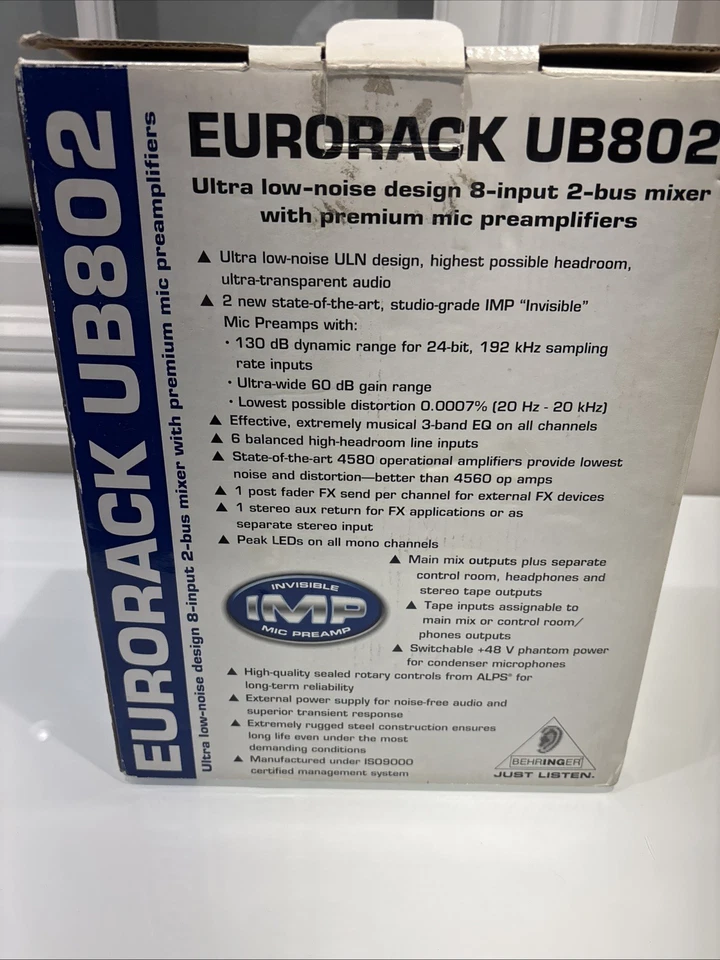 EURORACK UB802
Ultra low-noise design 8-input 2-bus mixer with premium mic preamplifiers
EURORACK UB802
Ultra low-noise design 8-input 2-bus mixer
with premium mic preamplifiers
▲ Ultra low-noise ULN design, highest possible headroom,
ultra-transparent audio
▲ 2 new state-of-the-art, studio-grade IMP “Invisible”
Mic Preamps with:
• 130 dB dynamic range for 24-bit, 192 kHz sampling
rate inputs
• Ultra-wide 60 dB gain range
• Lowest possible distortion 0.0007% (20 Hz - 20 kHz)
▲ Effective, extremely musical 3-band EQ on all channels
▲ 6 balanced high-headroom line inputs
▲ State-of-the-art 4580 operational amplifiers provide lowest
noise and distortion—better than 4560 op amps
▲ 1 post fader FX send per channel for external FX devices
▲ 1 stereo aux return for FX applications or as
separate stereo input
▲ Peak LEDs on all mono channels
▲ Main mix outputs plus separate
control room, headphones and
stereo tape outputs
▲ Tape inputs assignable to
main mix or control room/
phones outputs
▲ Switchable +48 V phantom power
for condenser microphones
INVISIBLE
IMP
MIC PREAMP
▲ High-quality sealed rotary controls from ALPS® for
long-term reliability
▲ External power supply for noise-free audio and
superior transient response
▲ Extremely rugged steel construction ensures
long life even under the most
demanding conditions
▲ Manufactured under ISO9000
certified management system
BEHRINGER
JUST LISTEN.